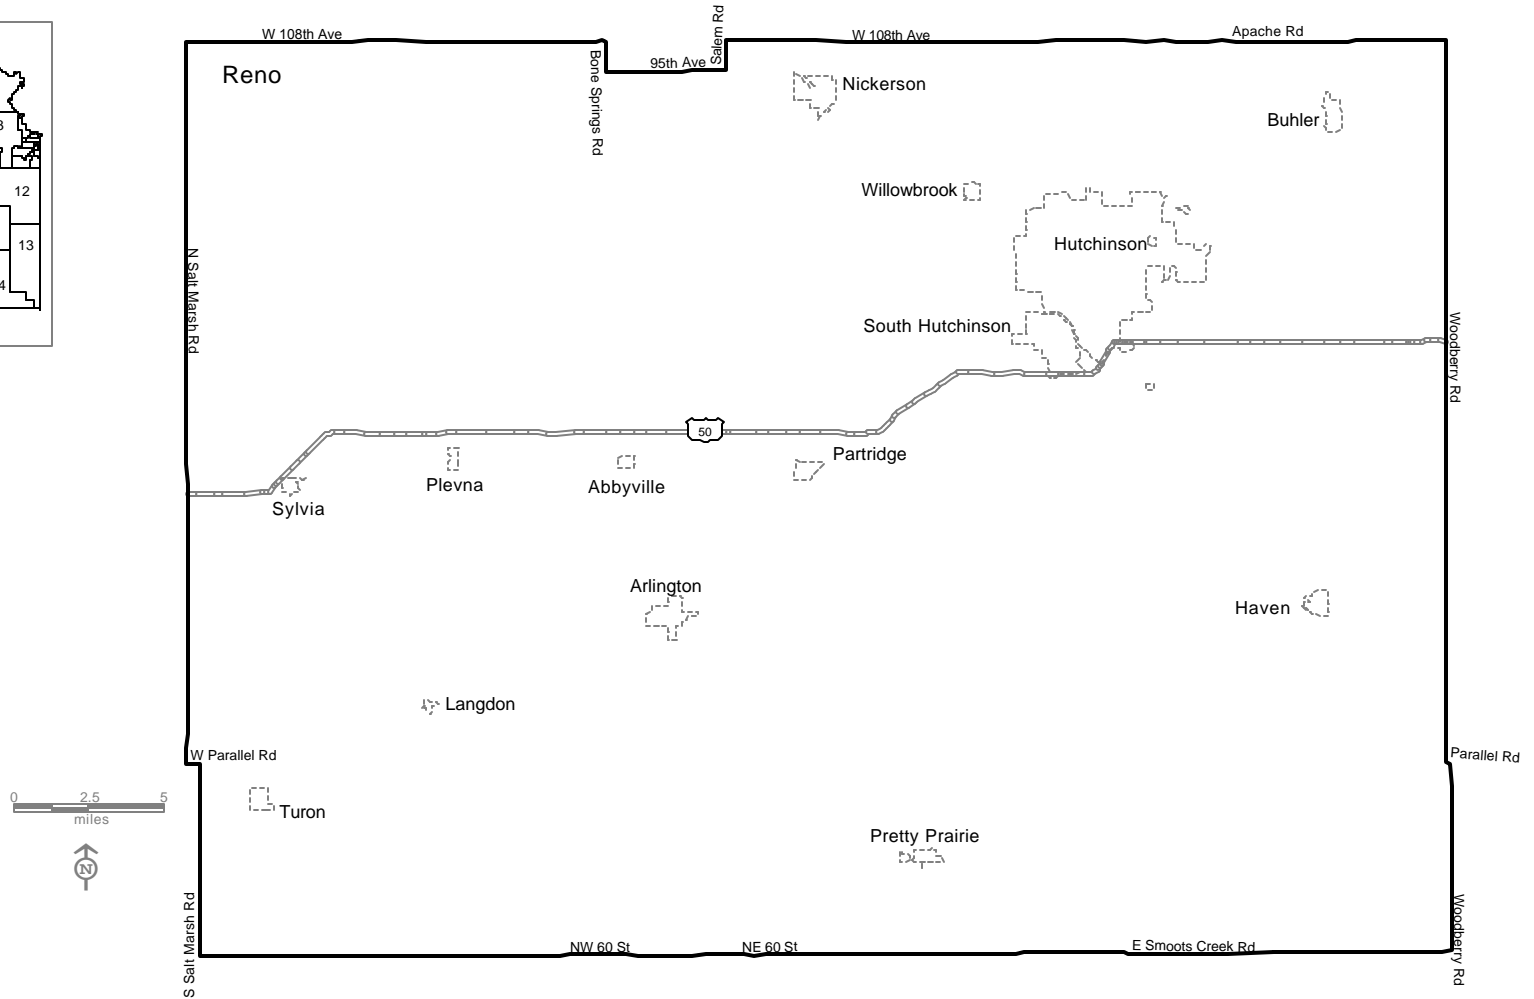 Salem Rd
W 108th Ave
W 108th Ave
Apache Rd
95th Ave
Bone Springs Rd
Reno
Nickerson
Buhler
12
13
Willowbrook
Hutchinson
N Salt Marsh Rd
South Hutchinson
Woodberry Rd
50
Partridge
Plevna
Abbyville
Sylvia
Arlington
Haven
Langdon
W Parallel Rd
Parallel Rd
0 2.5 5
miles
Turon
Pretty Prairie
N
S Salt Marsh Rd
NW 60 St
NE 60 St
E Smoots Creek Rd
Woodberry Rd